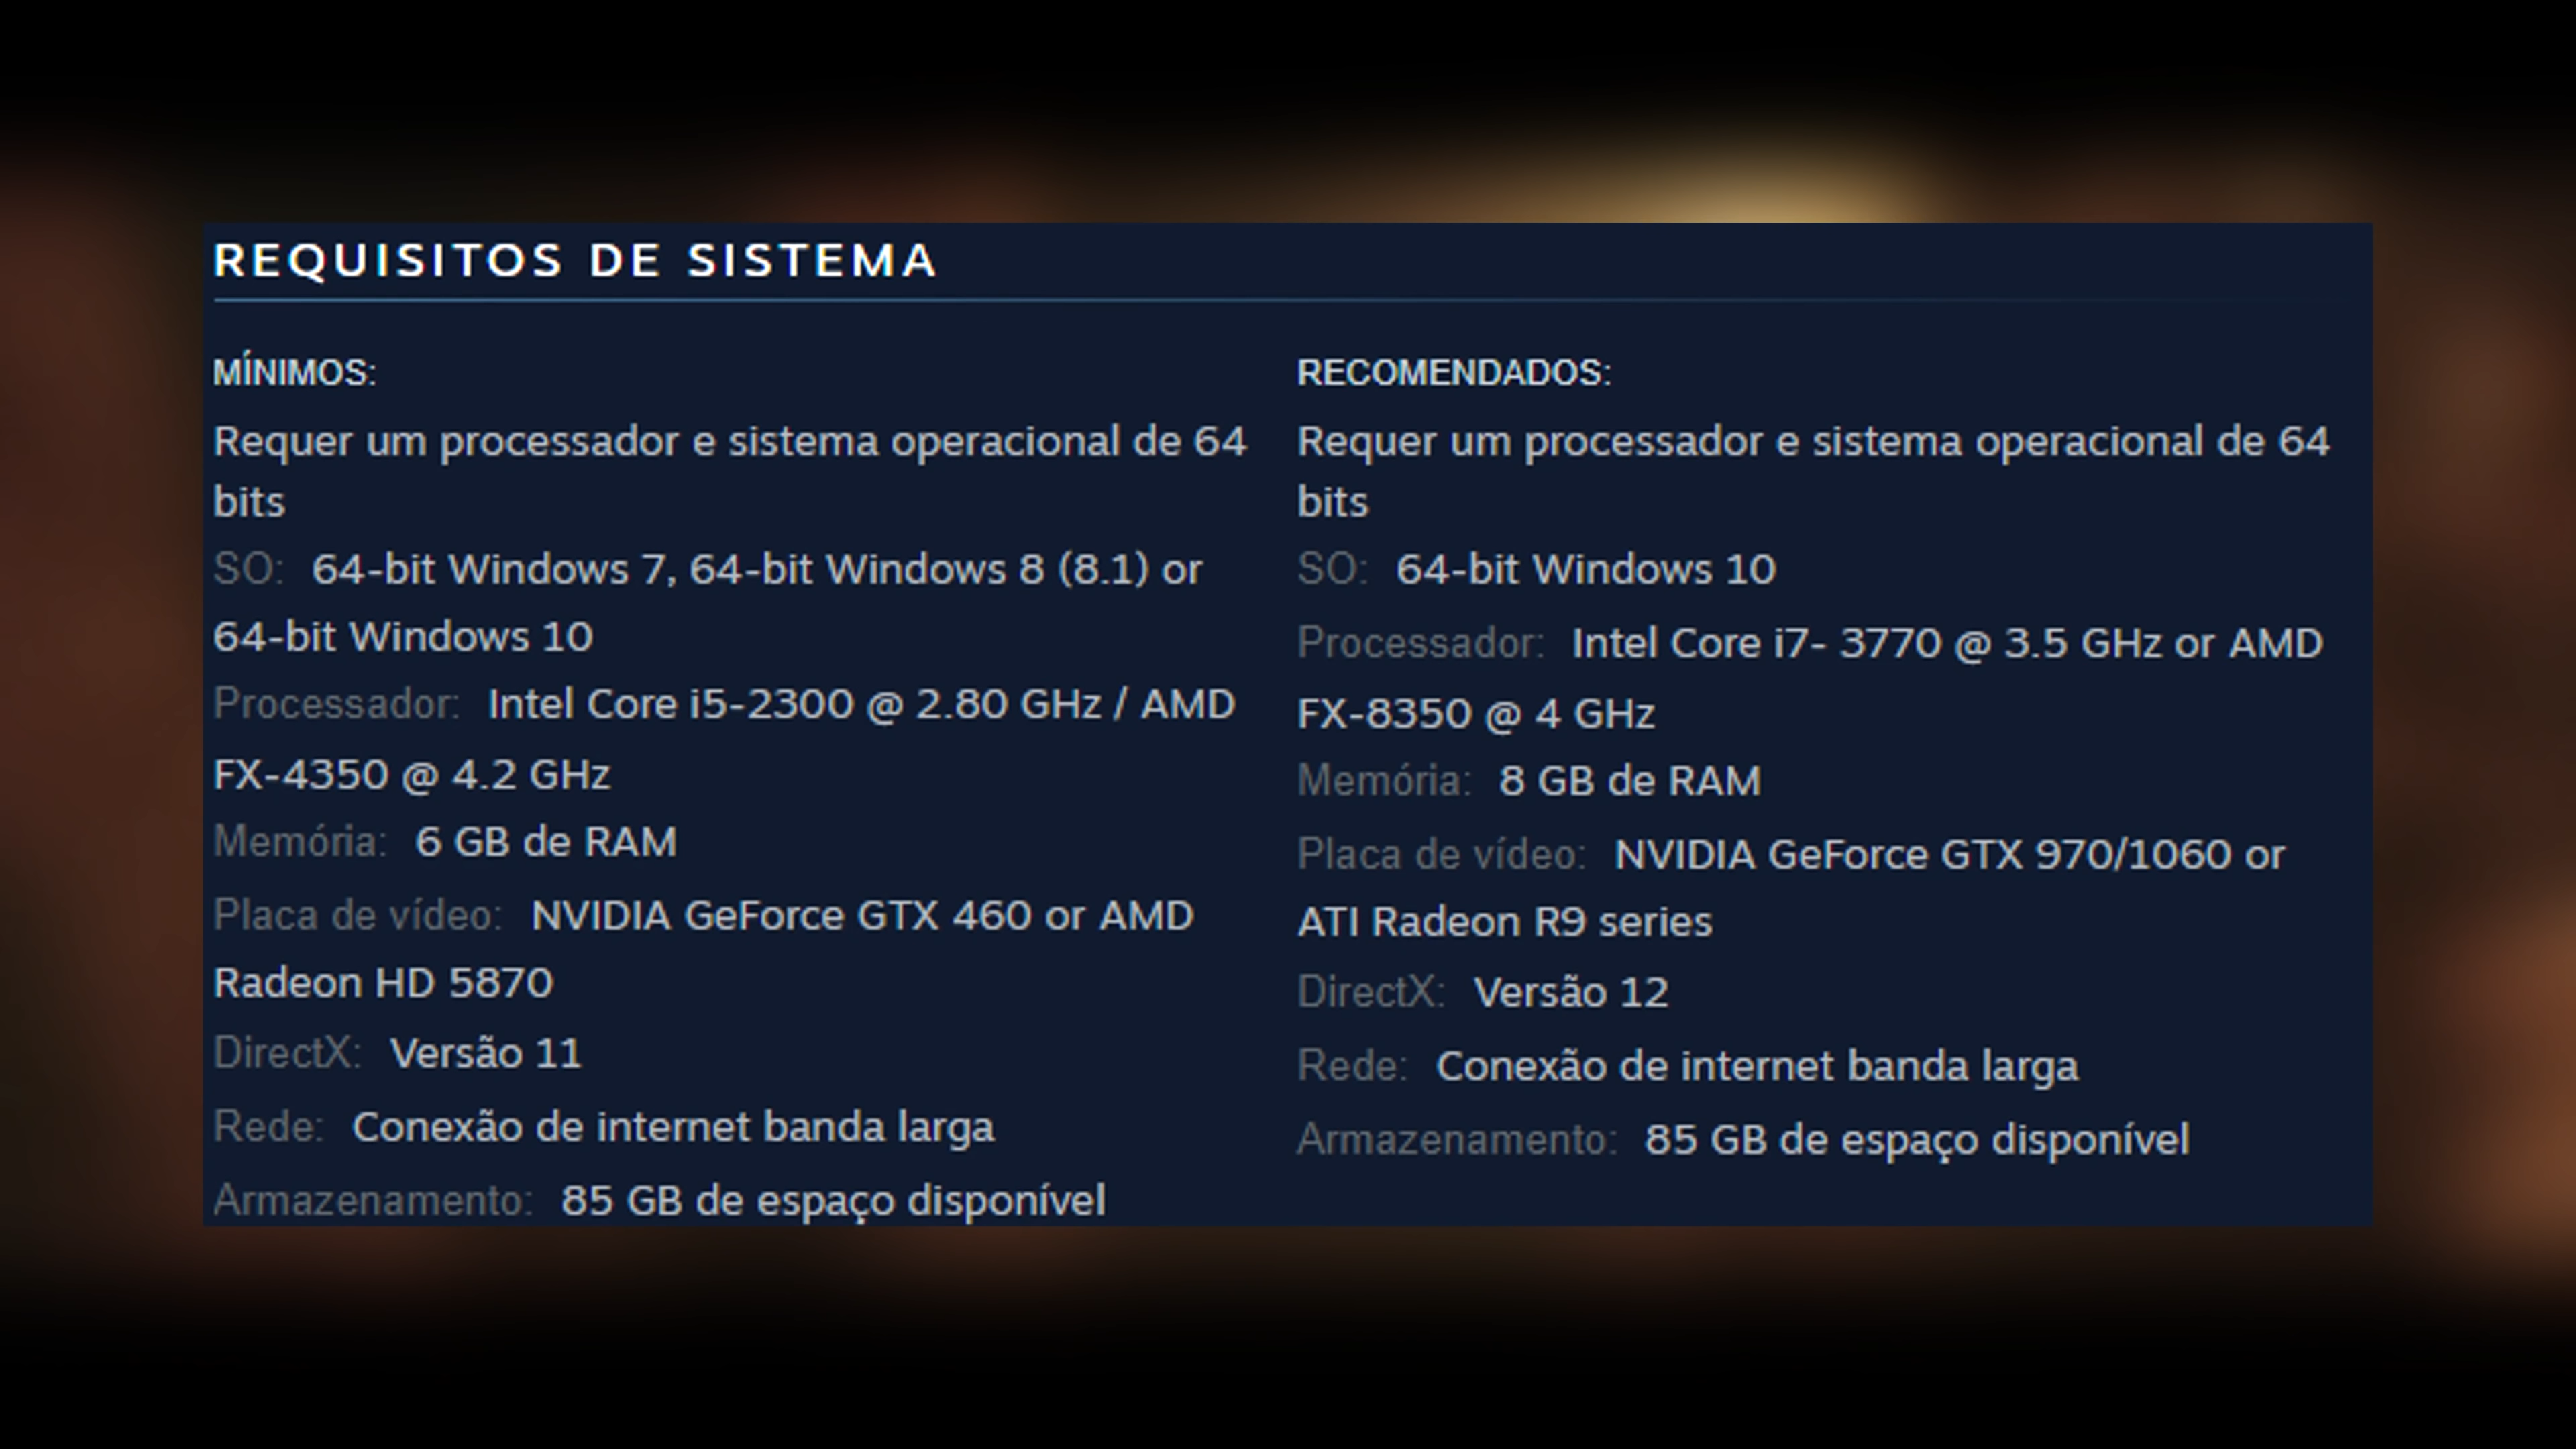 REQUISITOS DE SISTEMA
MÍNIMOS:
Requer um processador e sistema operacional de 64
bits
SO: 64-bit Windows 7, 64-bit Windows 8 (8.1) or
64-bit Windows 10
Processador: Intel Core i5-2300 @ 2.80 GHz / AMD
FX-4350 @ 4.2 GHz
Memória: 6 GB de RAM
Placa de vídeo: NVIDIA GeForce GTX 460 or AMD
Radeon HD 5870
DirectX: Versão 11
Rede: Conexão de internet banda larga
Armazenamento: 85 GB de espaço disponível
RECOMENDADOS:
Requer um processador e sistema operacional de 64
bits
SO: 64-bit Windows 10
Processador: Intel Core i7- 3770 @ 3.5 GHz or AMD
FX-8350 @ 4 GHz
Memória: 8 GB de RAM
Placa de vídeo: NVIDIA GeForce GTX 970/1060 or
ATI Radeon R9 series
DirectX: Versão 12
Rede: Conexão de internet banda larga
Armazenamento: 85 GB de espaço disponível